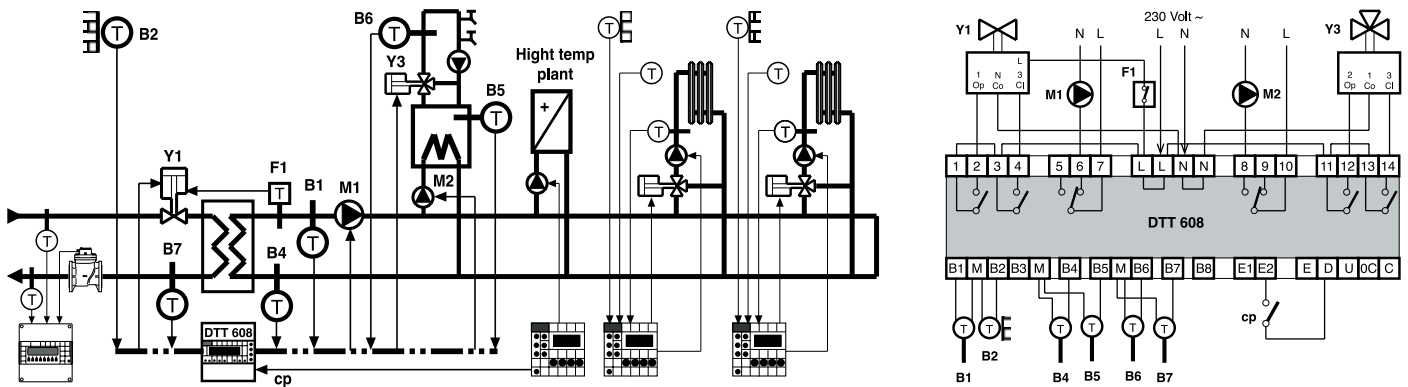 B2
T
B6
T
Y3
Hight temp
plant
+
-
B5
T
T
T
T
T
T
T
Y1
F1
T
B1
T
M1
M2
B7
T
B4
T
T
T
DTT 608
cp
230 Volt ~
Y1
N L
L N
N
L
Y3
L
1 N 3
Op Co Cl
F1
M1
M2
2 1 3
Op Co Cl
1 2 3 4 5 6 7 L L N N 8 9 10 11 12 13 14
DTT 608
B1 M B2 B3 M B4 B5 M B6 B7 B8 E1 E2 E D U 0C C
T T T T T T
cp
B2
B1 B4 B5 B6 B7